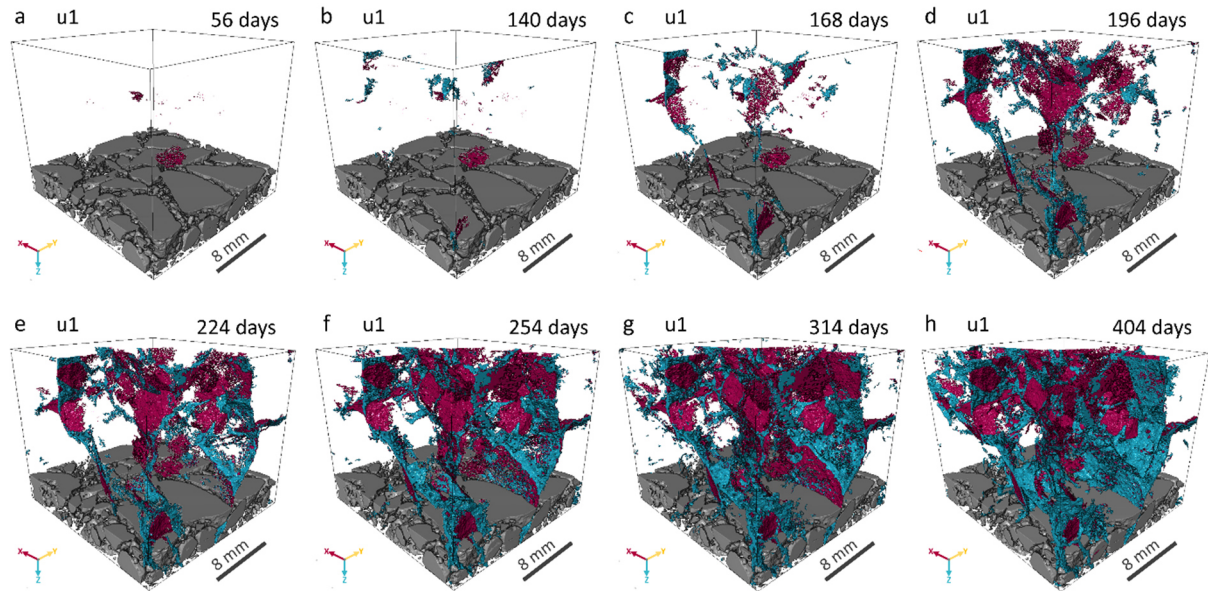 a u1 56 days
b u1 140 days
c u1 168 days
d u1 196 days
X Y Z 8 mm
X Y Z 8 mm
X Y Z 8 mm
X Y Z 8 mm
e u1 224 days
f u1 254 days
g u1 314 days
h u1 404 days
X Y Z 8 mm
X Y Z 8 mm
X Y Z 8 mm
X Y Z 8 mm